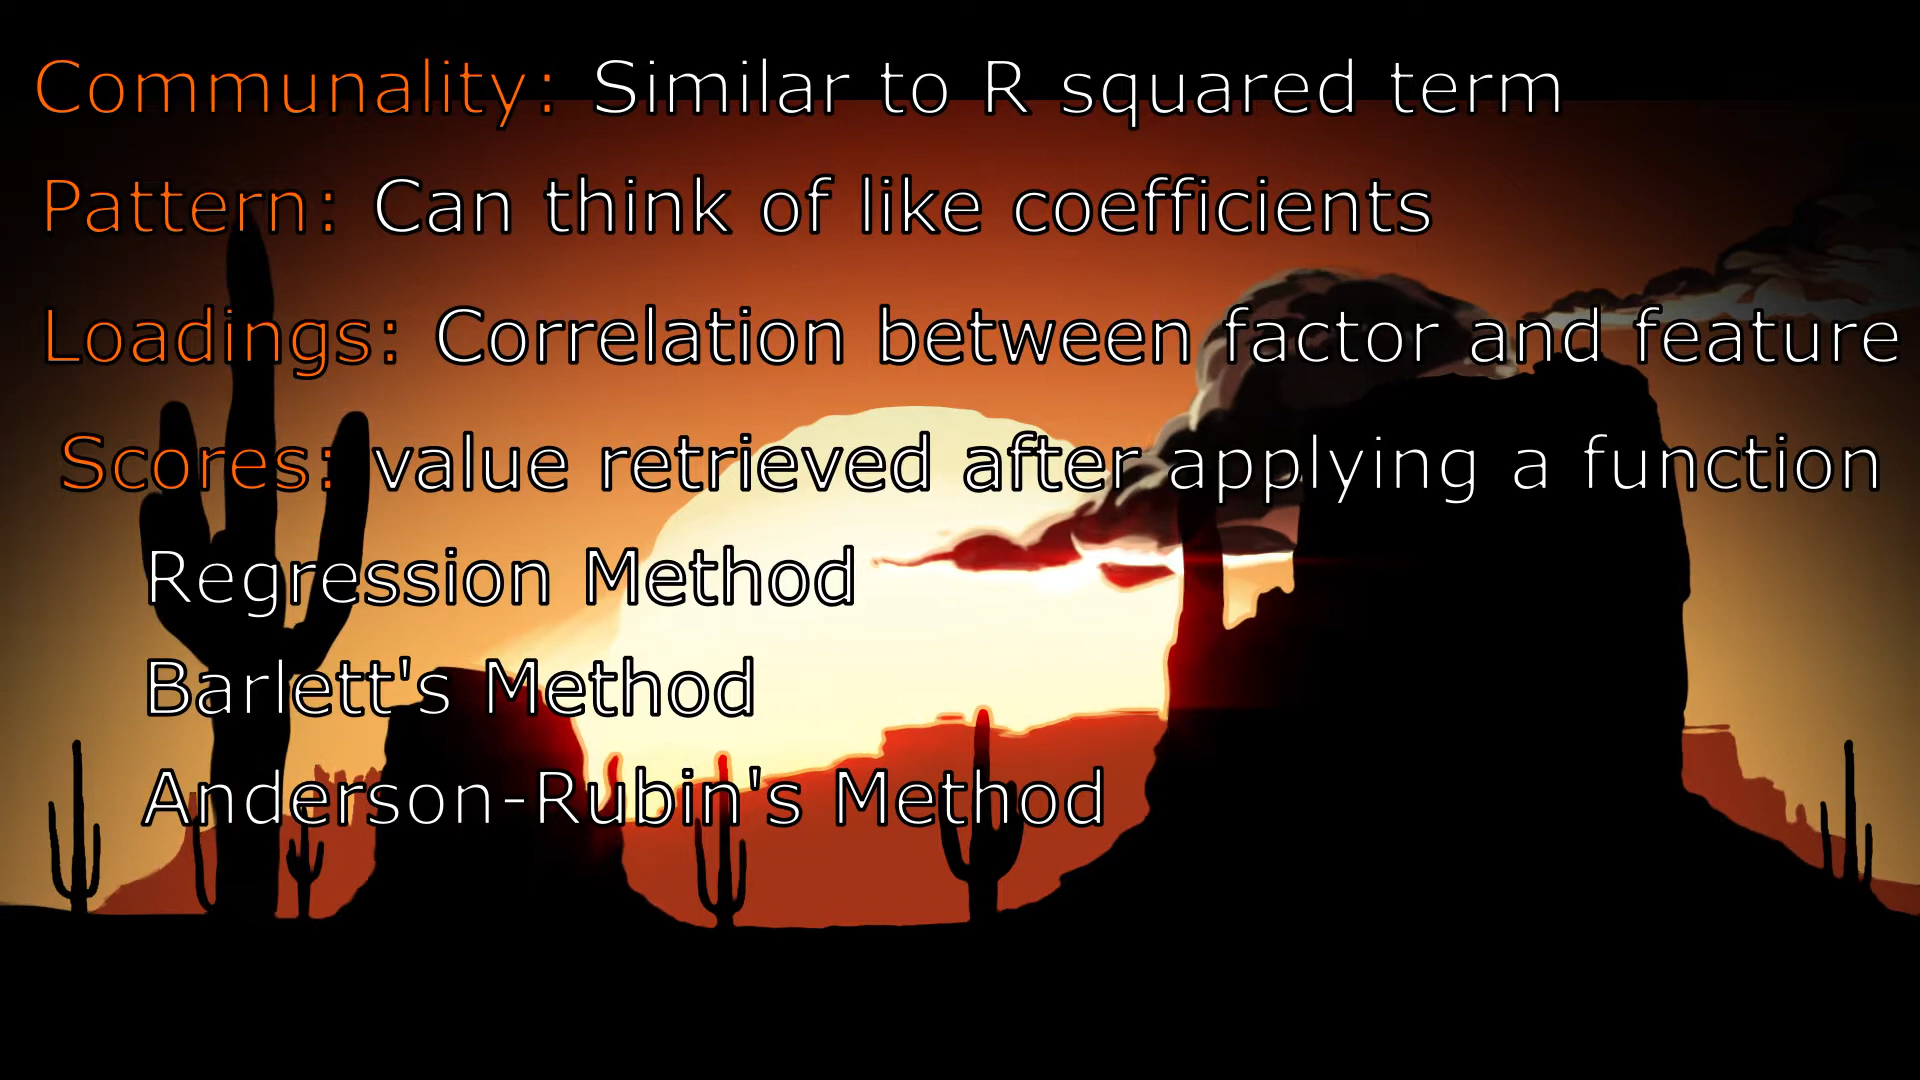 Communality: Similar to R squared term
Pattern: Can think of like coefficients
Loadings: Correlation between factor and feature
Scores: value retrieved after applying a function
Regression Method
Barlett's Method
Anderson-Rubin's Method